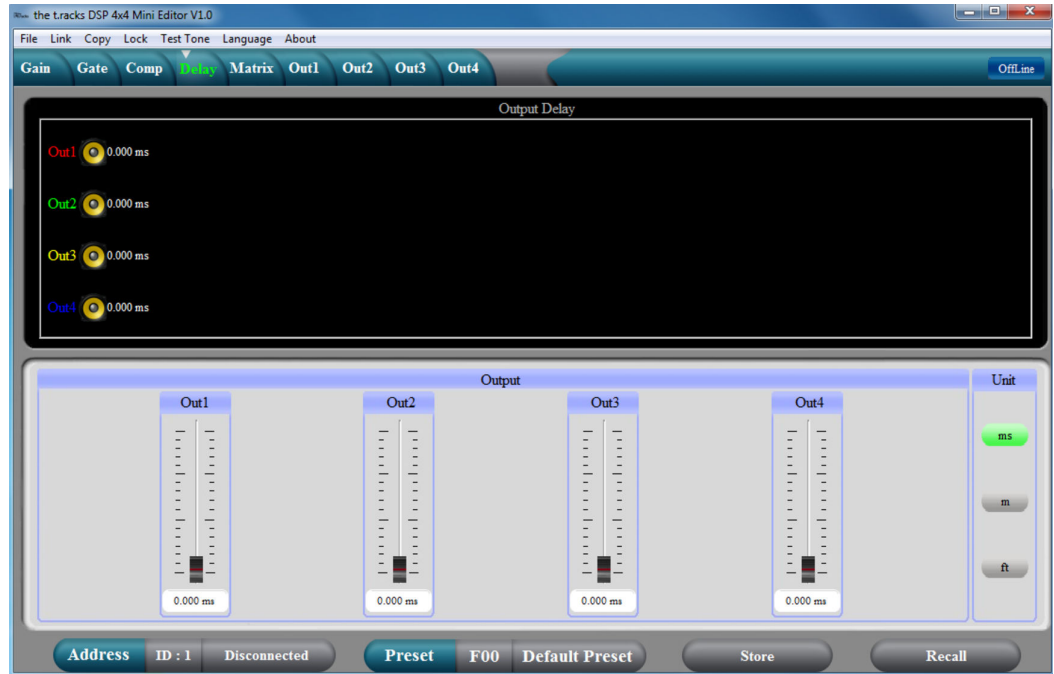 the t.racks DSP 4x4 Mini Editor V1.0
File Link Copy Lock Test Tone Language About
Gain Gate Comp Delay Matrix Out1 Out2 Out3 Out4 OffLine
Output Delay
Out1 0.000 ms
Out2 0.000 ms
Out3 0.000 ms
Out4 0.000 ms
Output Unit
Out1 Out2 Out3 Out4
ms
m
ft
0.000 ms 0.000 ms 0.000 ms 0.000 ms
Address ID : 1 Disconnected Preset F00 Default Preset Store Recall